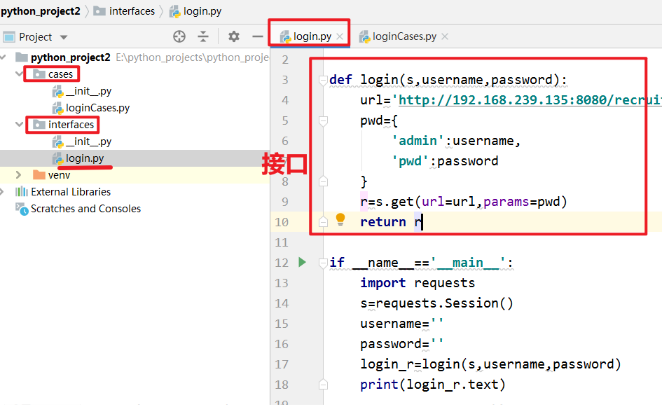 python_project2 〉 interfaces 〉 login.py
Project
login.py ×
loginCases.py ×
python_project2 E:\python_projects\python_proje
cases
__init__.py
loginCases.py
interfaces
__init__.py
login.py
venv
External Libraries
Scratches and Consoles
接口
2
3 def login(s,username,password):
4 url='http://192.168.239.135:8080/recruit
5 pwd={
6 'admin':username,
7 'pwd':password
8 }
9 r=s.get(url=url,params=pwd)
10 return r
11
12 if __name__=='__main__':
13 import requests
14 s=requests.Session()
15 username=''
16 password=''
17 login_r=login(s,username,password)
18 print(login_r.text)
19